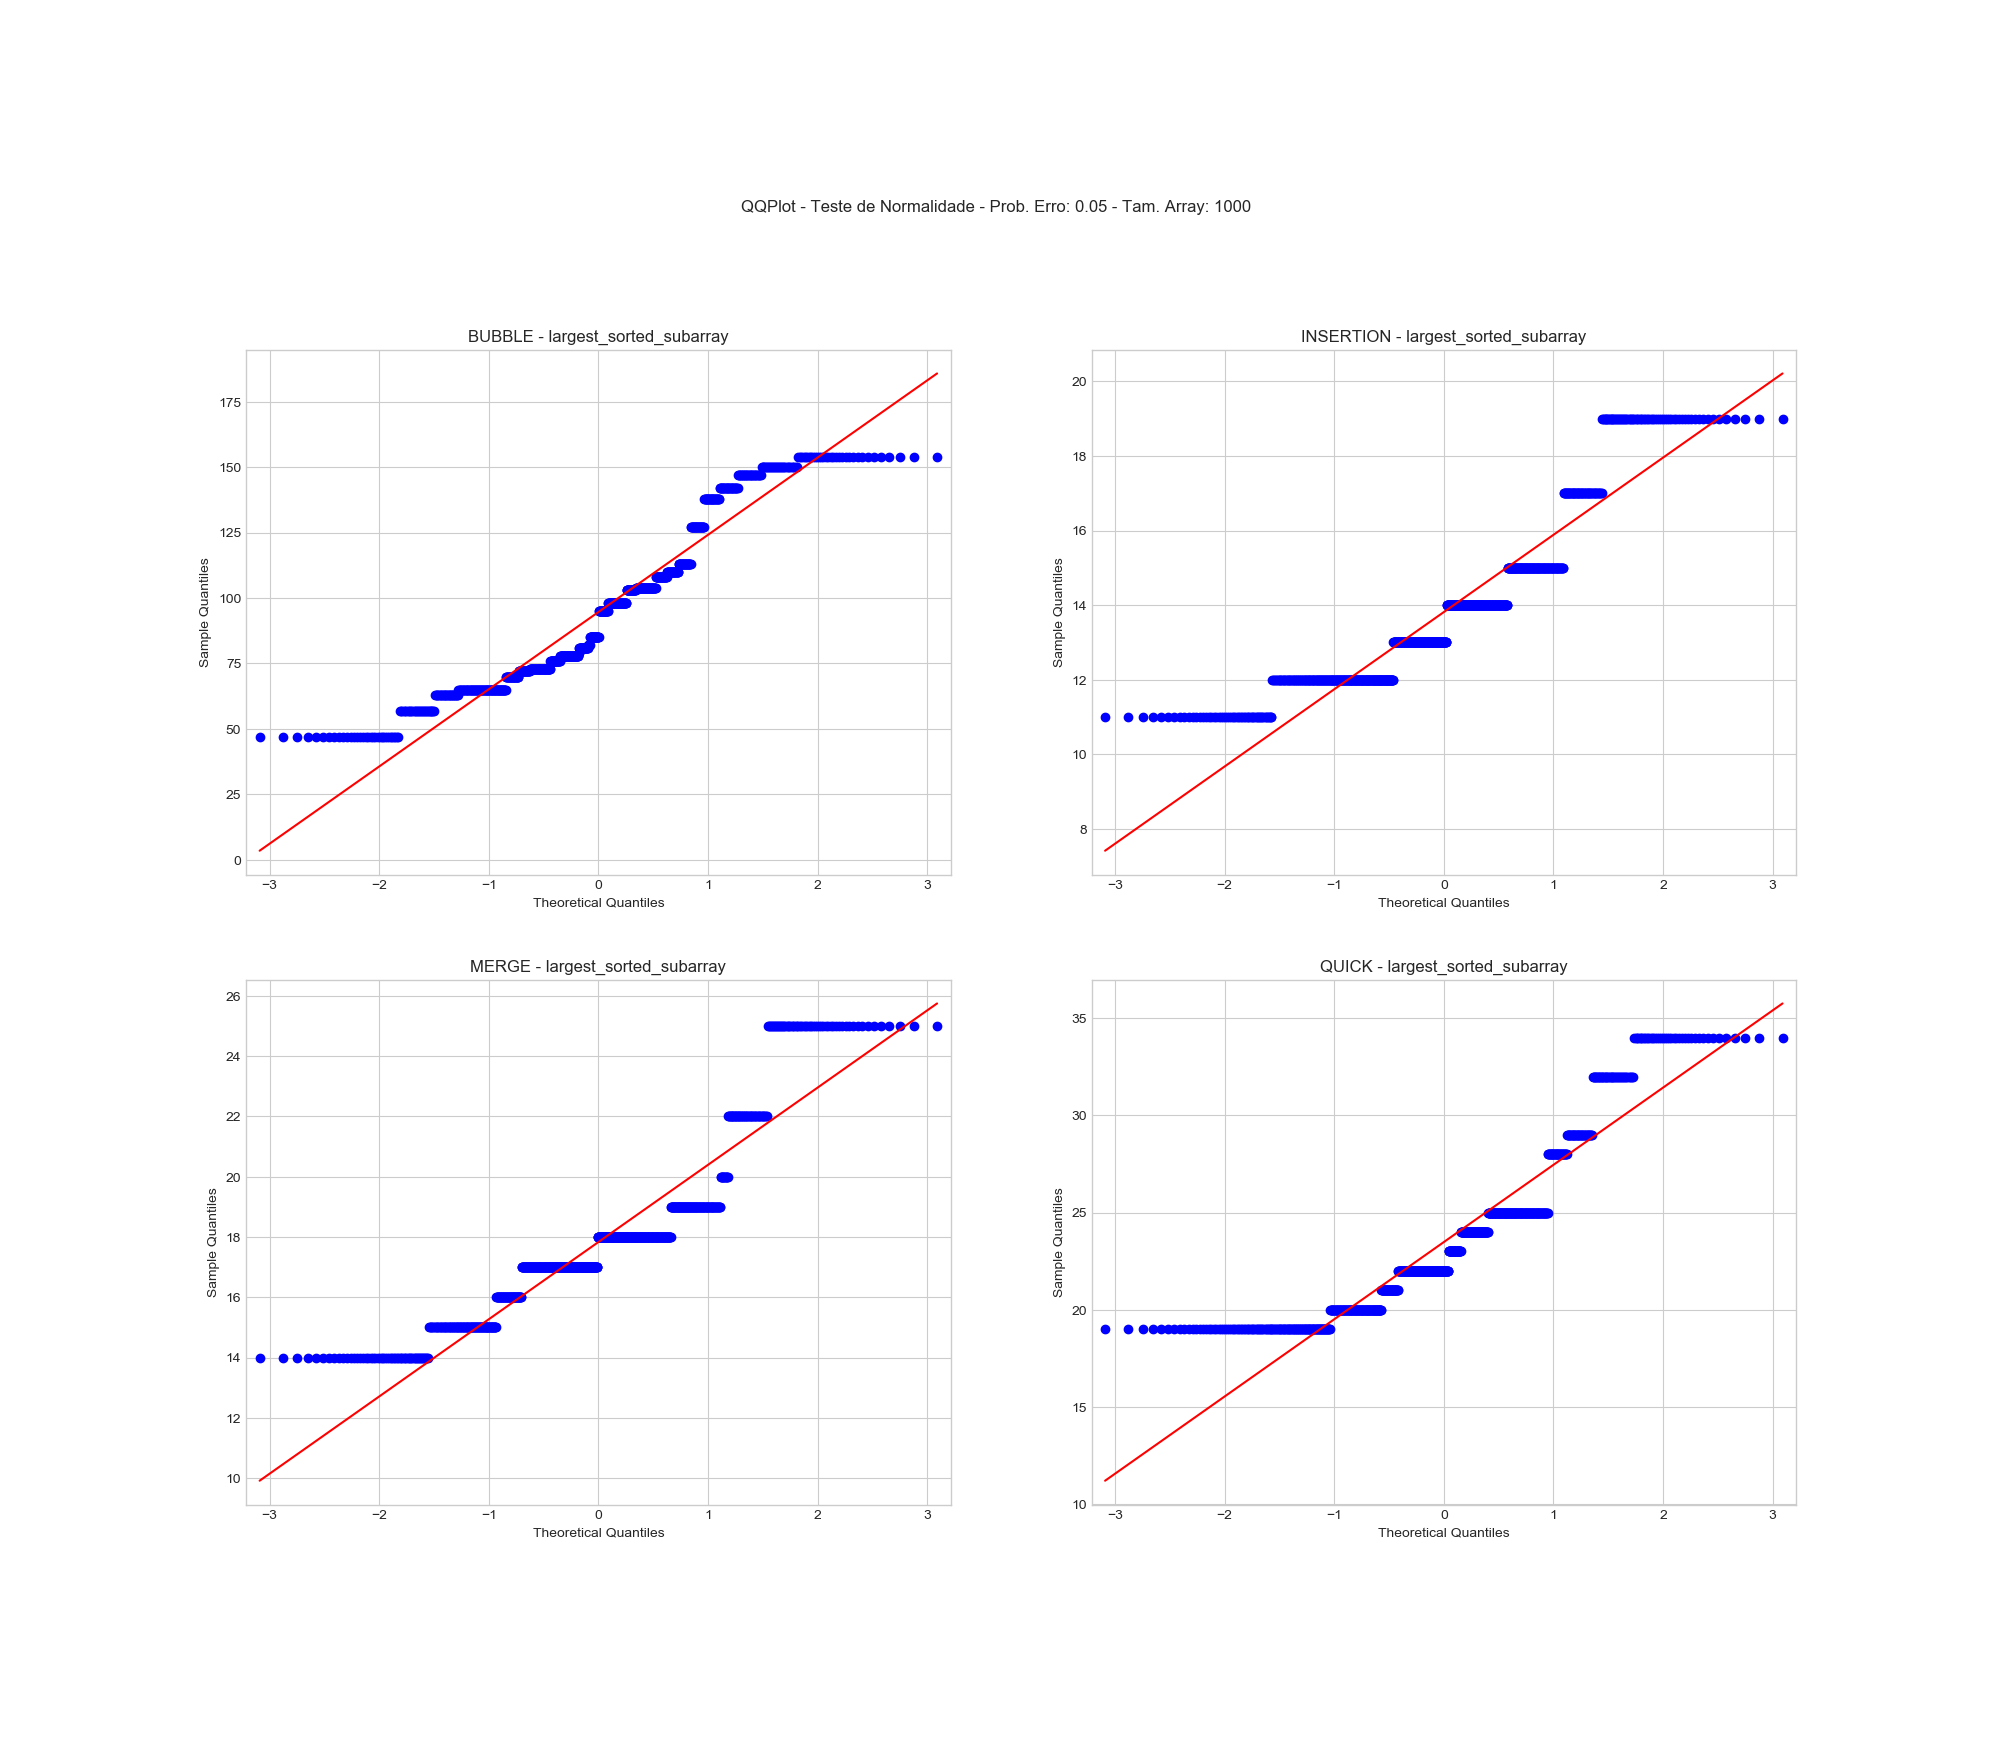 QQPlot - Teste de Normalidade - Prob. Erro: 0.05 - Tam. Array: 1000
BUBBLE - largest_sorted_subarray
Sample Quantiles
175
150
125
100
75
50
25
0
−3 −2 −1 0 1 2 3
Theoretical Quantiles
INSERTION - largest_sorted_subarray
Sample Quantiles
20
18
16
14
12
10
8
−3 −2 −1 0 1 2 3
Theoretical Quantiles
MERGE - largest_sorted_subarray
Sample Quantiles
26
24
22
20
18
16
14
12
10
−3 −2 −1 0 1 2 3
Theoretical Quantiles
QUICK - largest_sorted_subarray
Sample Quantiles
35
30
25
20
15
10
−3 −2 −1 0 1 2 3
Theoretical Quantiles